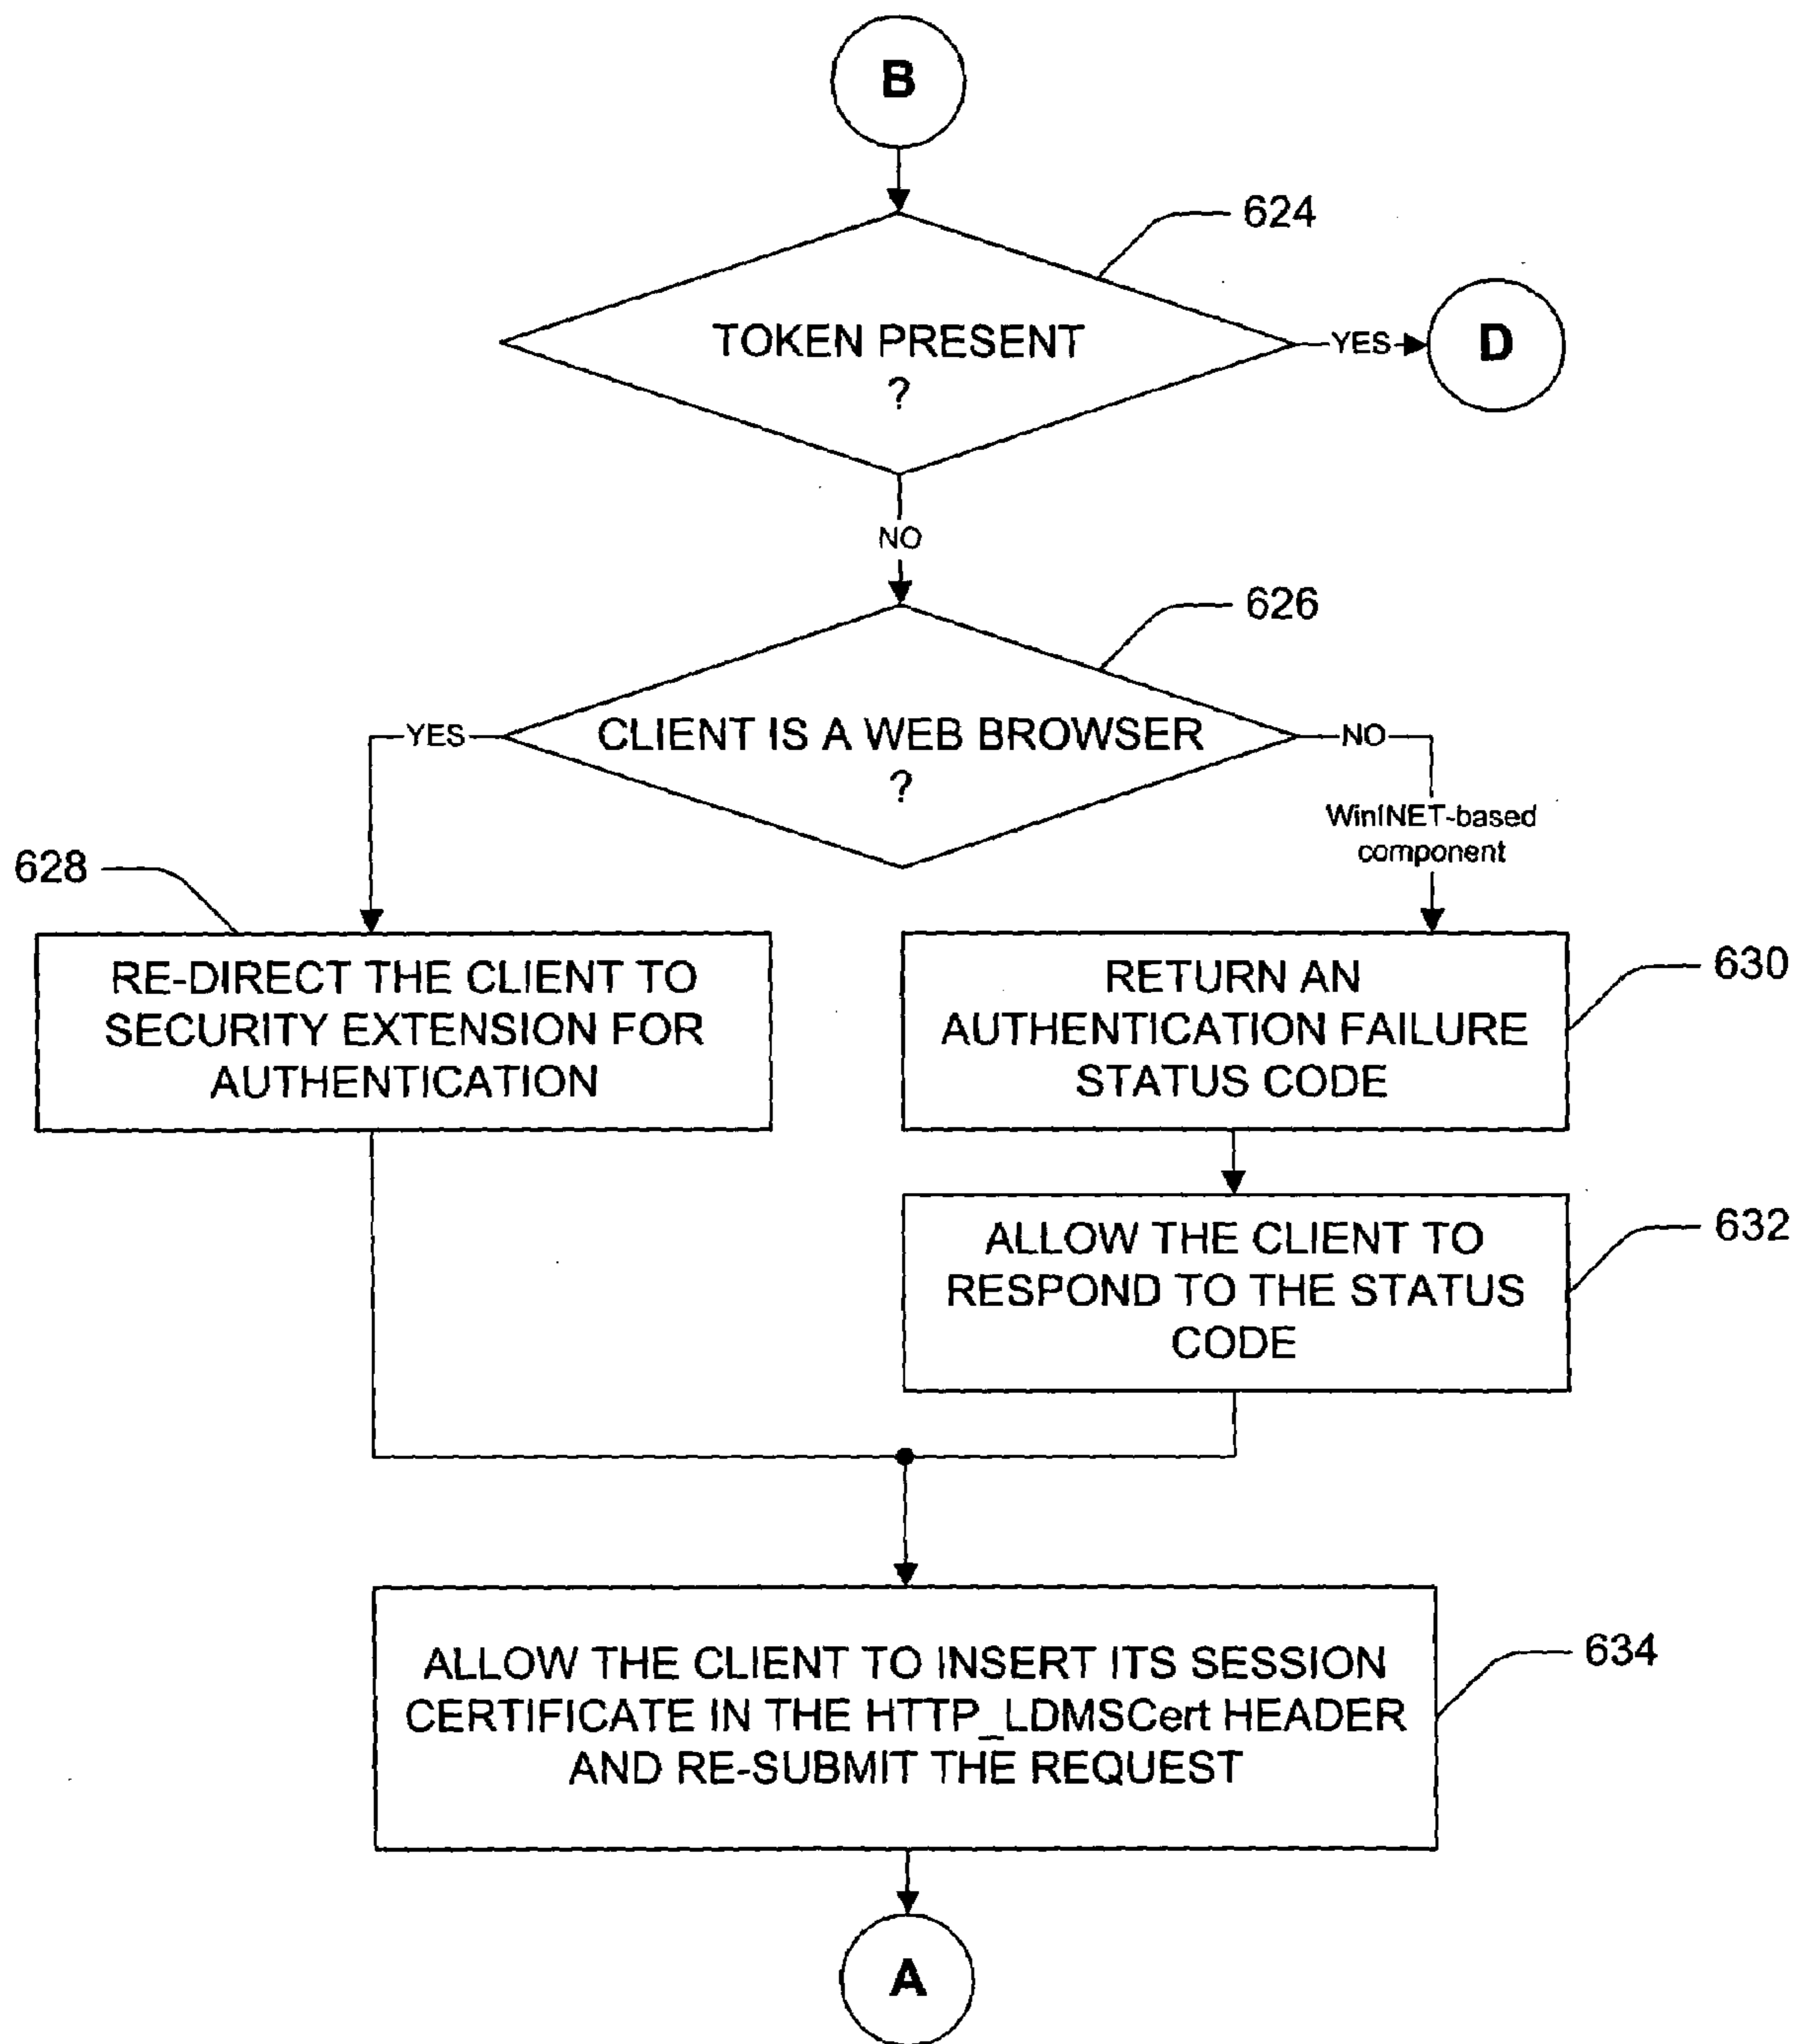 B
624
TOKEN PRESENT
?
YES
D
NO
626
CLIENT IS A WEB BROWSER
?
YES
NO
WinINET-based
component
628
RE-DIRECT THE CLIENT TO
SECURITY EXTENSION FOR
AUTHENTICATION
RETURN AN
AUTHENTICATION FAILURE
STATUS CODE
630
ALLOW THE CLIENT TO
RESPOND TO THE STATUS
CODE
632
ALLOW THE CLIENT TO INSERT ITS SESSION
CERTIFICATE IN THE HTTP_LDMSCert HEADER
AND RE-SUBMIT THE REQUEST
634
A